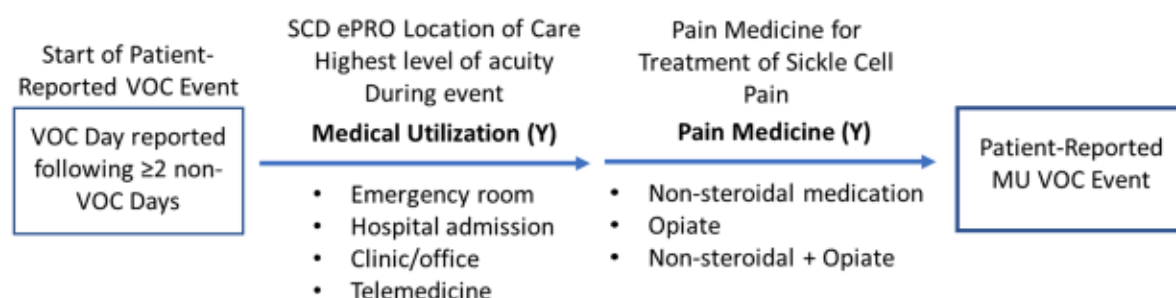 Start of Patient-
Reported VOC Event
VOC Day reported
following ≥2 non-
VOC Days
SCD ePRO Location of Care
Highest level of acuity
During event
Medical Utilization (Y)
• Emergency room
• Hospital admission
• Clinic/office
• Telemedicine
Pain Medicine for
Treatment of Sickle Cell
Pain
Pain Medicine (Y)
• Non-steroidal medication
• Opiate
• Non-steroidal + Opiate
Patient-Reported
MU VOC Event